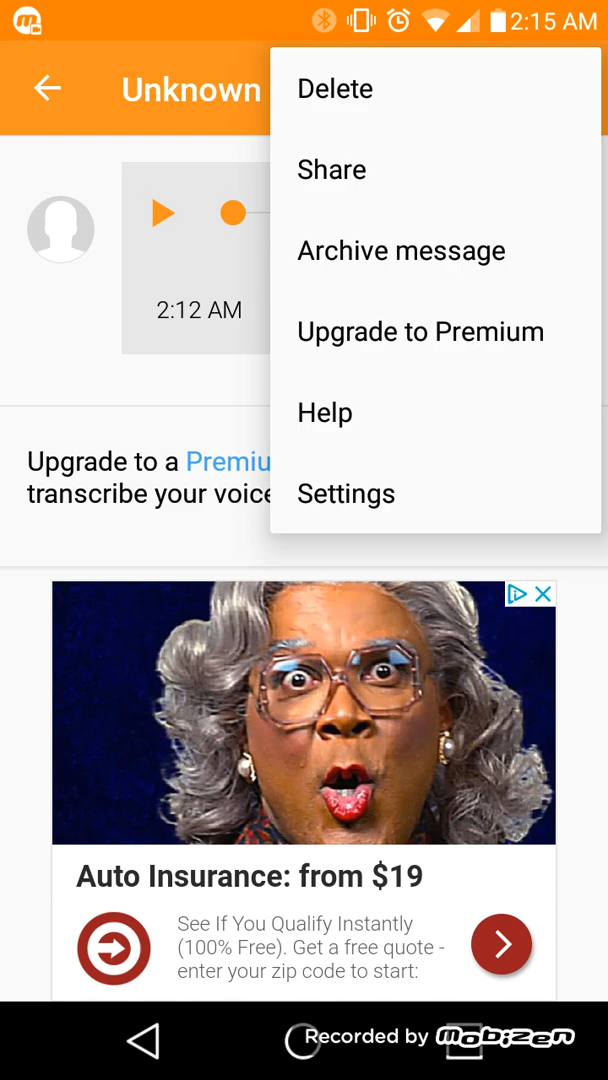 2:15 AM
Unknown
Delete
Share
Archive message
2:12 AM
Upgrade to Premium
Help
Upgrade to a Premiu
transcribe your voice
Settings
Auto Insurance: from $19
See If You Qualify Instantly
(100% Free). Get a free quote -
enter your zip code to start:
Recorded by mobizen